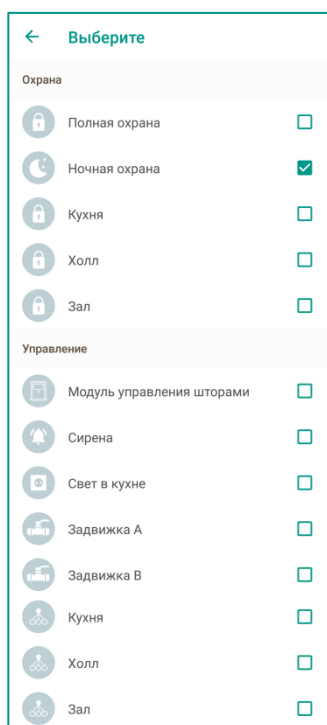 Выберите
Охрана
Полная охрана
Ночная охрана
Кухня
Холл
Зал
Управление
Модуль управления шторами
Сирена
Свет в кухне
Задвижка А
Задвижка В
Кухня
Холл
Зал